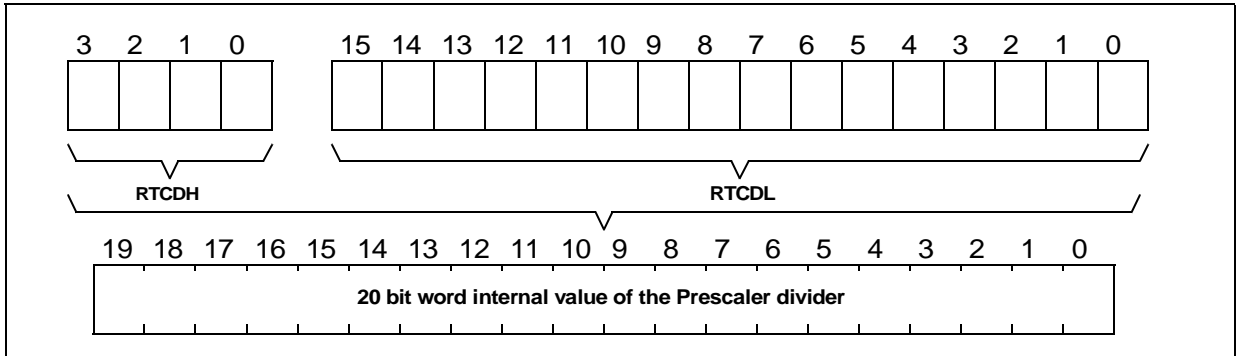 3 2 1 0 15 14 13 12 11 10 9 8 7 6 5 4 3 2 1 0
RTCDH RTCDL
19 18 17 16 15 14 13 12 11 10 9 8 7 6 5 4 3 2 1 0
20 bit word internal value of the Prescaler divider